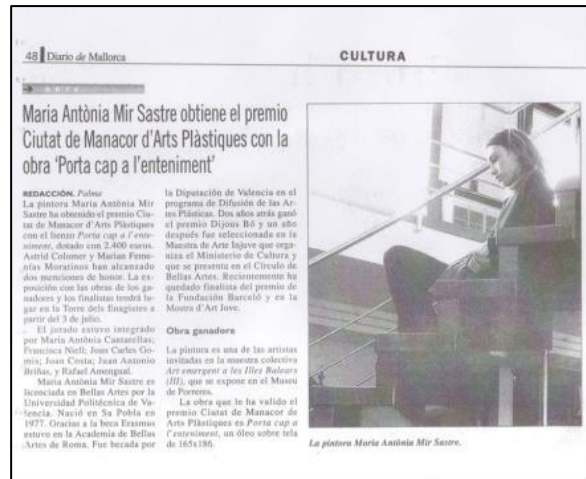 48 Diario de Mallorca
CULTURA
ARTE
Maria Antònia Mir Sastre obtiene el premio
Ciutat de Manacor d'Arts Plàstiques con la
obra 'Porta cap a l'enteniment'
REDACCIÓN. Palma
La pintora Maria Antònia Mir
Sastre ha obtenido el premio Ciu-
tat de Manacor d'Arts Plàstiques
con el lienzo Porta cap a l'ente-
niment, dotado con 2.400 euros.
Astrid Colomer y Marian Feme-
nías Moratinos han alcanzado
dos menciones de honor. La ex-
posición con las obras de los ga-
nadores y los finalistas tendrá lu-
gar en la Torre dels Enagistes a
partir del 3 de julio.
El jurado estuvo integrado
por Maria Antònia Cantarellas;
Francisca Niell; Joan Carles Go-
mis; Joan Costa; Juan Antonio
Briñas, y Rafael Amengual.
Maria Antònia Mir Sastre es
licenciada en Bellas Artes por la
Universidad Politécnica de Va-
lencia. Nació en Sa Pobla en
1977. Gracias a la beca Erasmus
estuvo en la Academia de Bellas
Artes de Roma. Fue becada por
la Diputación de Valencia en el
programa de Difusión de las Ar-
tes Plásticas. Dos años atrás ganó
el premio Dijous Bó y un año
después fue seleccionada en la
Muestra de Arte Injuve que orga-
niza el Ministerio de Cultura y
que se presenta en el Círculo de
Bellas Artes. Recientemente ha
quedado finalista del premio de
la Fundación Barceló y en la
Mostra d'Art Jove.
Obra ganadora
La pintora es una de las artistas
invitadas en la muestra colectiva
Art emergent a les Illes Balears
(III), que se expone en el Museu
de Porreres.
La obra que le ha valido el
premio Ciutat de Manacor de
Arts Plàstiques es Porta cap a
l'enteniment, un óleo sobre tela
de 165x186.
La pintora Maria Antònia Mir Sastre.